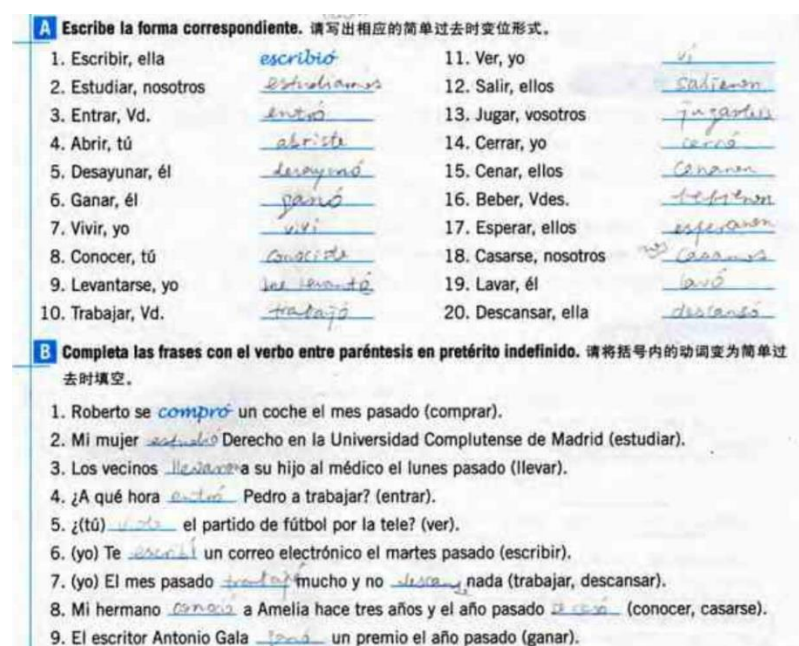 A Escribe la forma correspondiente. 请写出相应的简单过去时变位形式。
1. Escribir, ella escribió 11. Ver, yo vi
2. Estudiar, nosotros estudiamos 12. Salir, ellos salieron
3. Entrar, Vd. entró 13. Jugar, vosotros jugasteis
4. Abrir, tú abriste 14. Cerrar, yo
5. Desayunar, él desayunó 15. Cenar, ellos cenaron
6. Ganar, él ganó 16. Beber, Vdes. bebieron
7. Vivir, yo viví 17. Esperar, ellos esperaron
8. Conocer, tú conociste 18. Casarse, nosotros nos casamos
9. Levantarse, yo me 19. Lavar, él lavó
10. Trabajar, Vd. trabajó 20. Descansar, ella descansó
B Completa las frases con el verbo entre paréntesis en pretérito indefinido. 请将括号内的动词变为简单过
去时填空。
1. Roberto se compró un coche el mes pasado (comprar).
2. Mi mujer estudió Derecho en la Universidad Complutense de Madrid (estudiar).
3. Los vecinos llevaron a su hijo al médico el lunes pasado (llevar).
4. ¿A qué hora entró Pedro a trabajar? (entrar).
5. ¿(tú) viste el partido de fútbol por la tele? (ver).
6. (yo) Te escribí un correo electrónico el martes pasado (escribir).
7. (yo) El mes pasado mucho y no nada (trabajar, descansar).
8. Mi hermano conoció a Amelia hace tres años y el año pasado se casó (conocer, casarse).
9. El escritor Antonio Gala ganó un premio el año pasado (ganar).